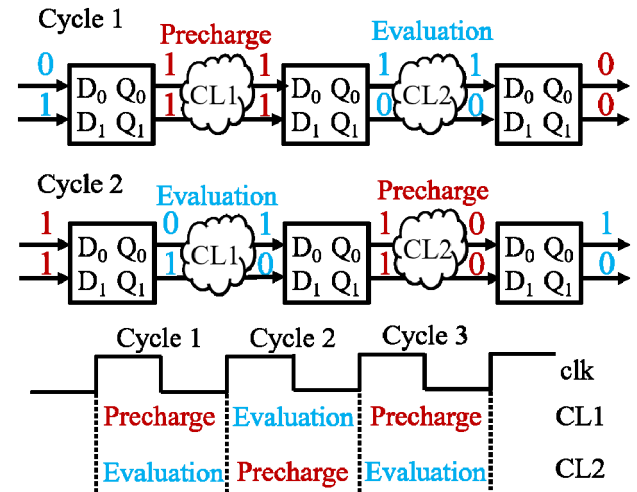 Cycle 1
Precharge Evaluation
0 1 1 1 1 0
D0 Q0 CL1 D0 Q0 CL2 D0 Q0
1 1 1 0 0 0
D1 Q1 D1 Q1 D1 Q1
Cycle 2
Evaluation Precharge
1 0 1 1 0 1
D0 Q0 CL1 D0 Q0 CL2 D0 Q0
1 1 0 1 0 0
D1 Q1 D1 Q1 D1 Q1
Cycle 1 Cycle 2 Cycle 3
clk
Precharge Evaluation Precharge CL1
Evaluation Precharge Evaluation CL2